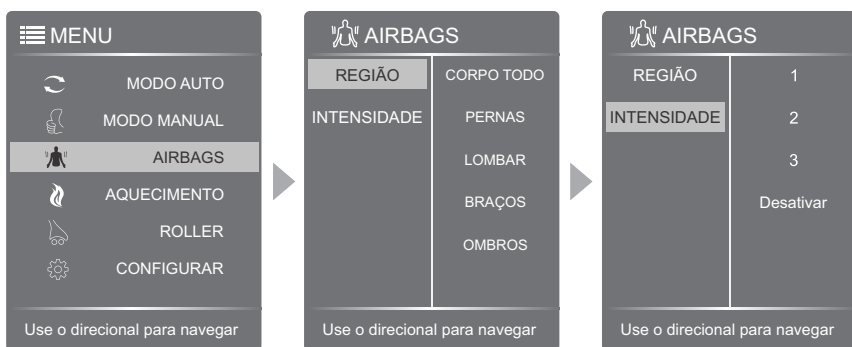 MENU
MODO AUTO
MODO MANUAL
AIRBAGS
AQUECIMENTO
ROLLER
CONFIGURAR
Use o direcional para navegar
AIRBAGS
REGIÃO
INTENSIDADE
CORPO TODO
PERNAS
LOMBAR
BRAÇOS
OMBROS
Use o direcional para navegar
AIRBAGS
REGIÃO
INTENSIDADE
1
2
3
Desativar
Use o direcional para navegar